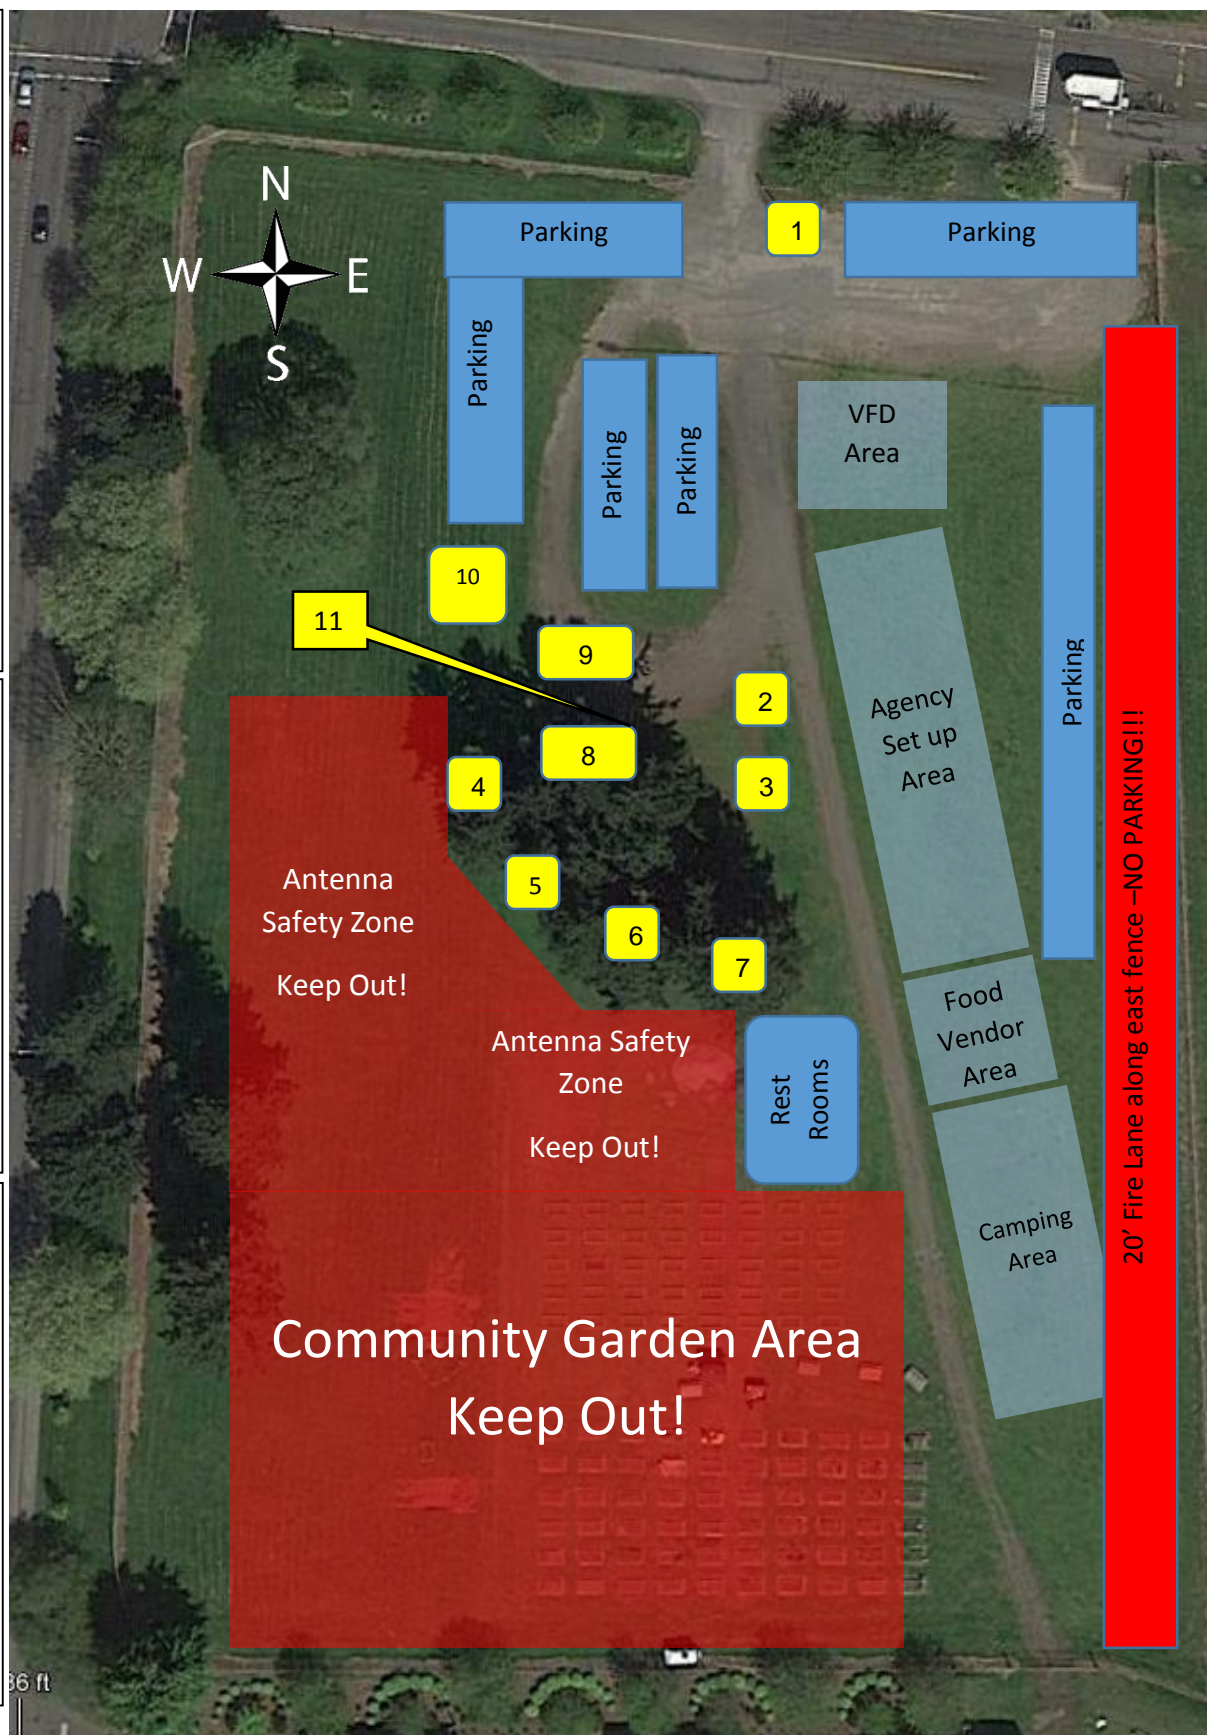 N
W
E
S
Parking
1
Parking
Parking
Parking
Parking
VFD
Area
Parking
10
11
9
2
Agency
Set up
Area
8
3
4
5
6
7
Antenna
Safety Zone
Keep Out!
Antenna Safety
Zone
Keep Out!
Rest
Rooms
Food
Vendor
Area
Camping
Area
20’ Fire Lane along east fence –NO PARKING!!!
Community Garden Area
Keep Out!
36 ft